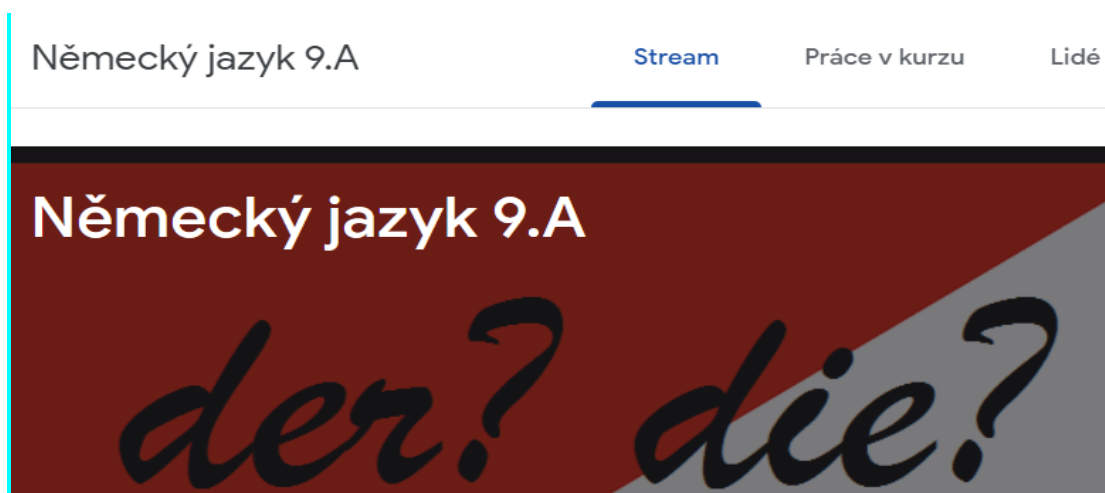 Německý jazyk 9.A Stream Práce v kurzu Lidé
Německý jazyk 9.A
der? die?